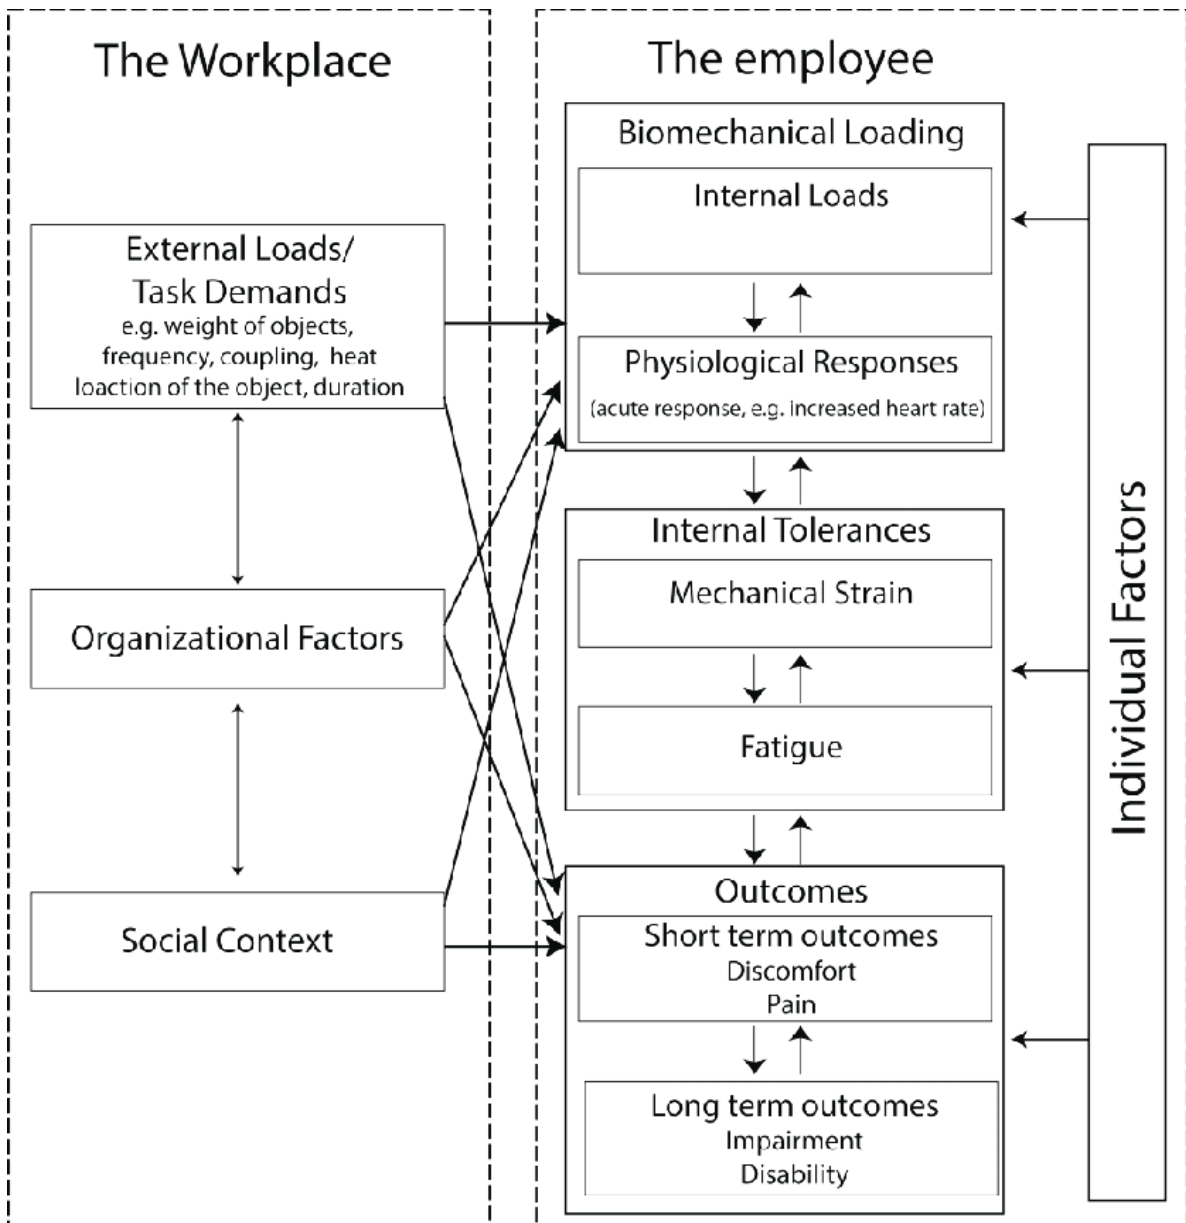 The Workplace
External Loads/
Task Demands
e.g. weight of objects,
frequency, coupling, heat
loaction of the object, duration
Organizational Factors
Social Context
The employee
Biomechanical Loading
Internal Loads
Physiological Responses
(acute response, e.g. increased heart rate)
Internal Tolerances
Mechanical Strain
Fatigue
Outcomes
Short term outcomes
Discomfort
Pain
Long term outcomes
Impairment
Disability
Individual Factors